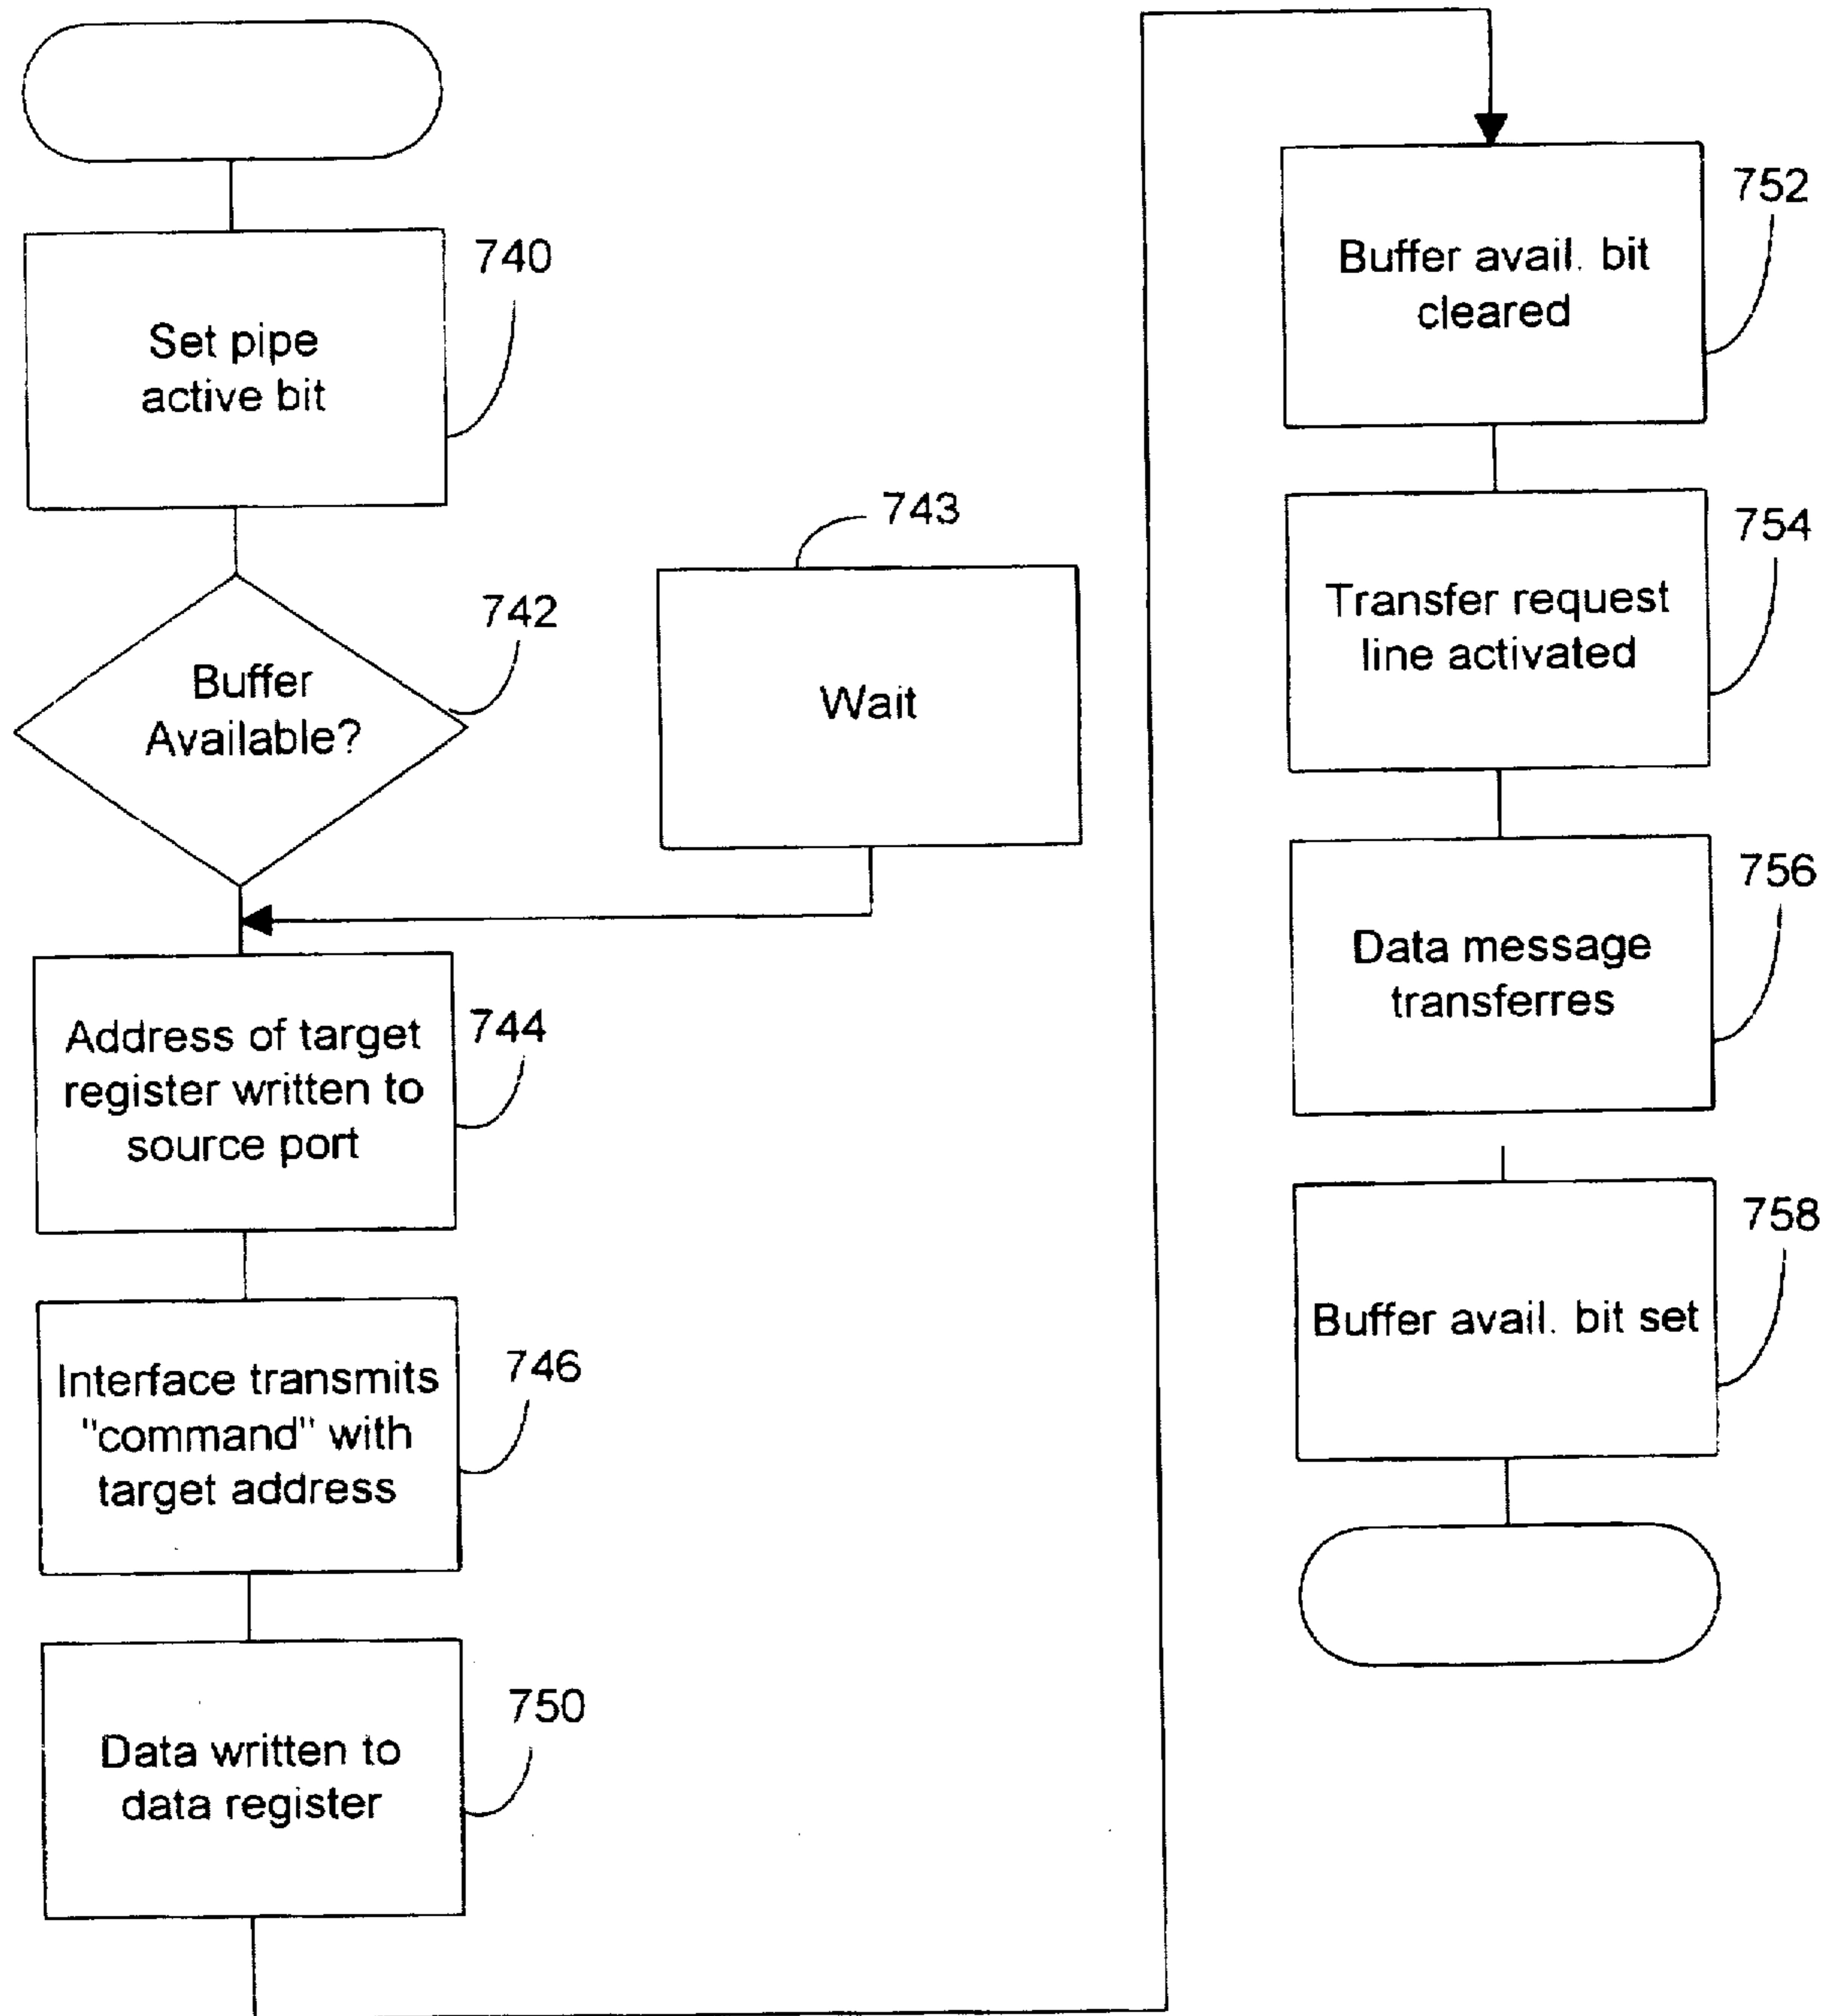 740
Set pipe
active bit
742
Buffer
Available?
743
Wait
744
Address of target
register written to
source port
746
Interface transmits
"command" with
target address
750
Data written to
data register
752
Buffer avail. bit
cleared
754
Transfer request
line activated
756
Data message
transferres
758
Buffer avail. bit set